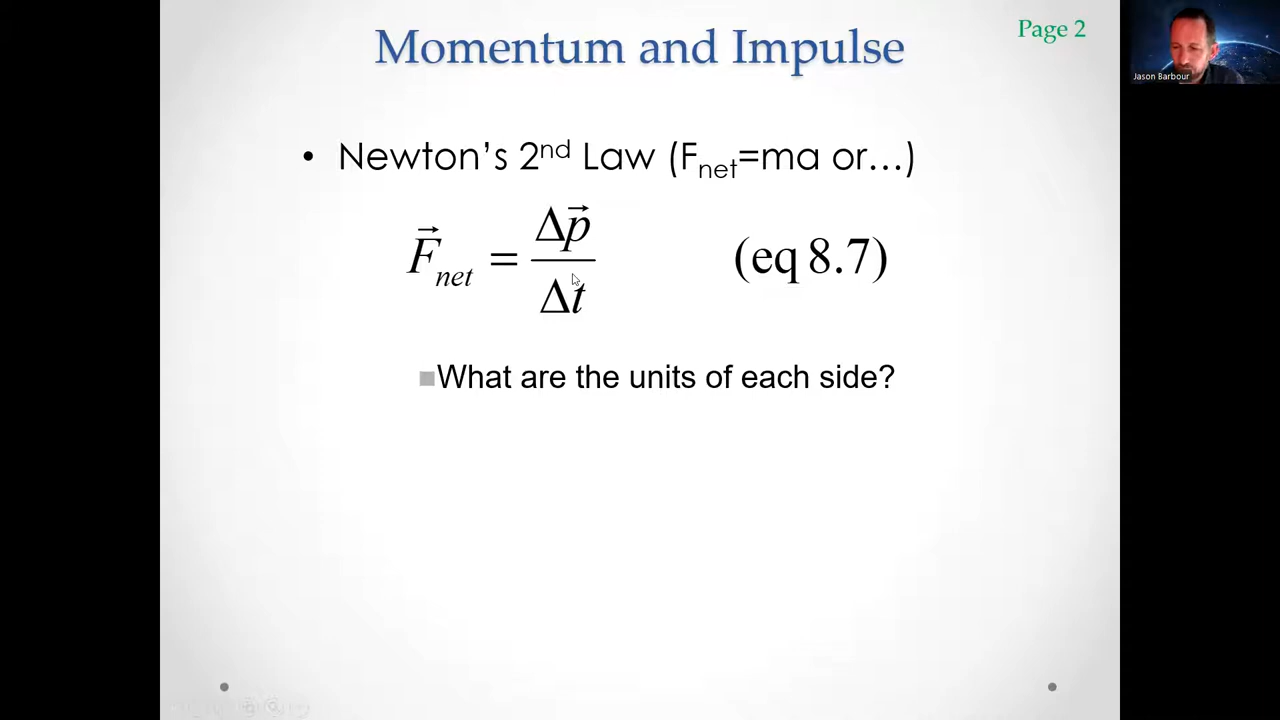 Momentum and Impulse
Page 2
Jason Barbour
• Newton's 2nd Law (Fnet=ma or…)
F⃗net = Δp⃗ / Δt (eq 8.7)
■What are the units of each side?